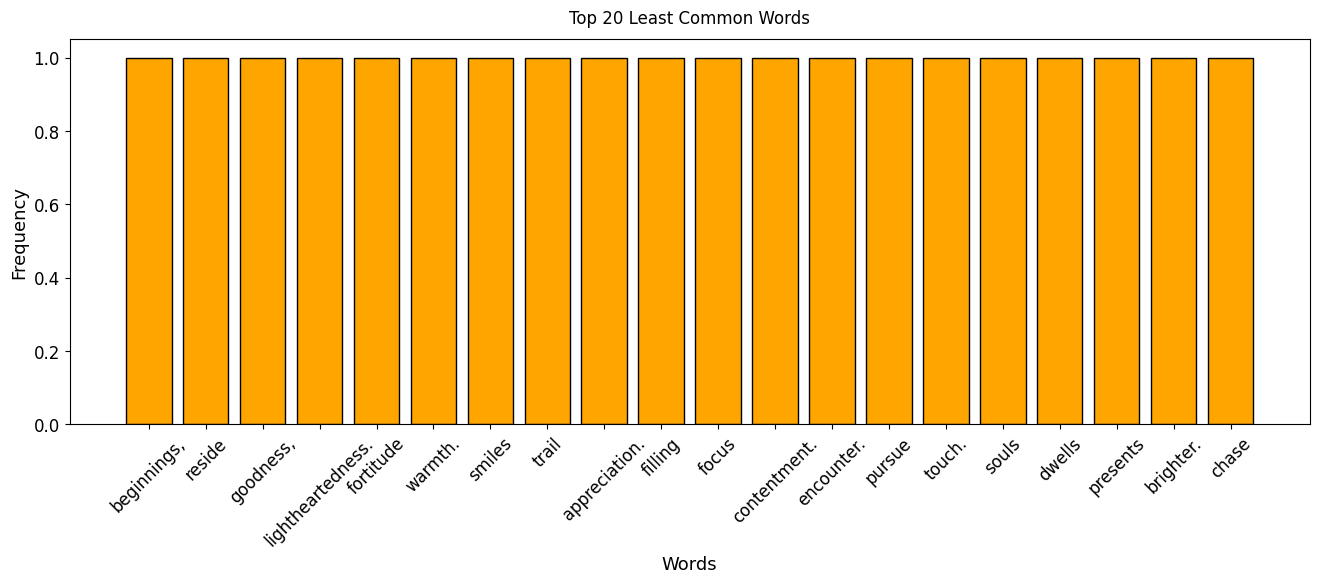 Top 20 Least Common Words
Frequency
1.0
0.8
0.6
0.4
0.2
0.0
beginnings,
reside
goodness,
lightheartedness.
fortitude
warmth.
smiles
trail
appreciation.
filling
focus
contentment.
encounter.
pursue
touch.
souls
dwells
presents
brighter.
chase
Words